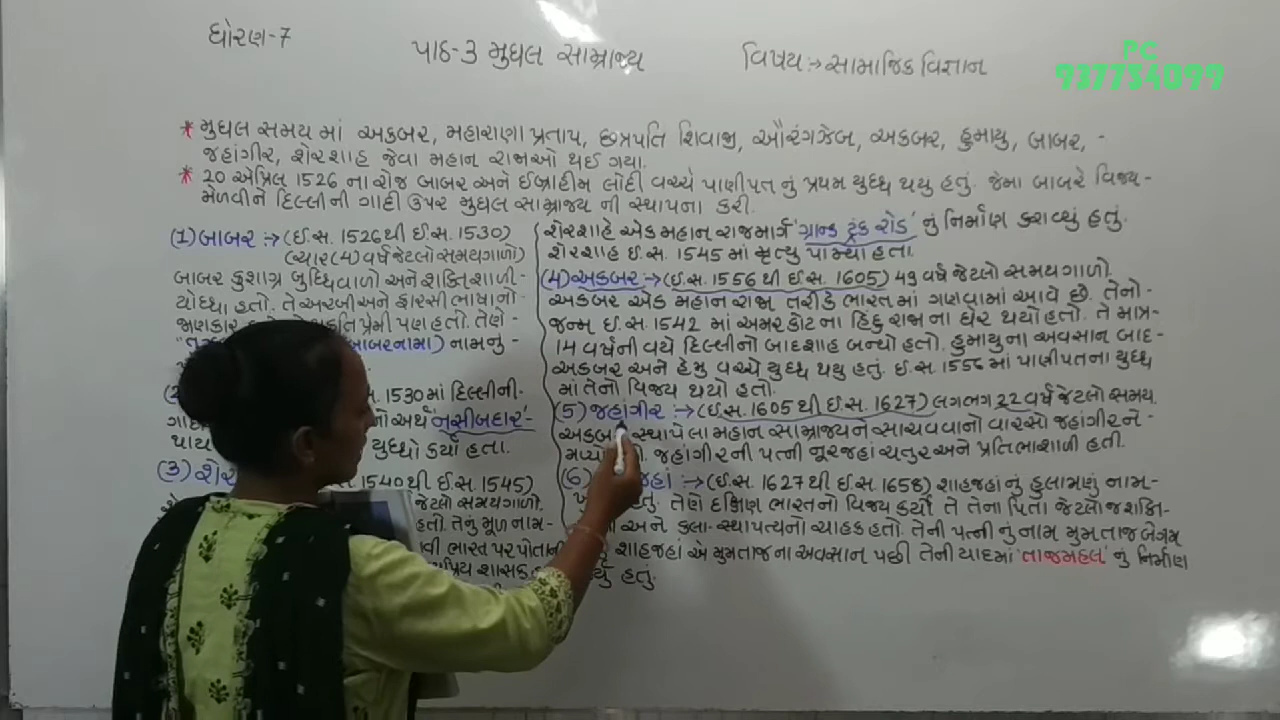 ધોરણ-7
પાઠ-3 મુઘલ સામ્રાજ્ય
વિષય :→ સામાજિક વિજ્ઞાન
PC
937754099
* મુઘલ સમય માં અકબર, મહારાણા પ્રતાપ, છત્રપતિ શિવાજી, ઔરંગઝેબ, અકબર, હુમાયુ, બાબર, -
જહાંગીર, શેરશાહ જેવા મહાન રાજાઓ થઈ ગયા.
* 20 એપ્રિલ 1526 ના રોજ બાબર અને ઈબ્રાહીમ લોદી વચ્ચે પાણીપત નું પ્રથમ યુધ્ધ થયું હતું. જેમા બાબરે વિજય -
મેળવીને દિલ્લીની ગાદી ઉપર મુઘલ સામ્રાજ્ય ની સ્થાપના કરી.
(1) બાબર :→ (ઈ.સ. 1526થી ઈ.સ. 1530)
(ચાર(4) વર્ષ જેટલો સમયગાળો)
બાબર કુશાગ્ર બુધ્ધિવાળો અને શક્તિશાળી -
યોધ્ધા હતો. તે અરબી અને ફારસી ભાષાનો -
જાણકાર પ્રેમી પણ હતો. તેણે -
બાબરનામા) નામનુ -
સ. 1530માં દિલ્લીની -
નો અર્થ 'નસીબદાર' -
થાય યુધ્ધો કર્યા હતા.
(3) શેર 1540થી ઈ.સ. 1545)
જેટલો સમયગાળો.
હતો. તેનું મૂળ નામ -
ભારત પર પોતાની
શાસક
શેરશાહે એક મહાન રાજમાર્ગ 'ગ્રાન્ડ ટ્રંક રોડ' નું નિર્માણ કરાવ્યું હતું.
શેરશાહ ઈ.સ. 1545 માં મૃત્યુ પામ્યા હતા.
(4) અકબર :→ (ઈ.સ. 1556 થી ઈ.સ. 1605) 49 વર્ષ જેટલો સમયગાળો.
અકબર એક મહાન રાજા તરીકે ભારત માં ગણવામાં આવે છે. તેનો -
જન્મ ઈ.સ. 1542 માં અમરકોટ ના હિંદુ રાજા ના ઘેર થયો હતો. તે માત્ર -
14 વર્ષની વયે દિલ્લીનો બાદશાહ બન્યો હતો. હુમાયુના અવસાન બાદ -
અકબર અને હેમુ વચ્ચે યુધ્ધ થયુ હતું. ઈ.સ. 1556 માં પાણીપતના યુધ્ધ
માં તેનો વિજય થયો હતો.
(5) જહાંગીર :→ (ઈ.સ. 1605 થી ઈ.સ. 1627) લગભગ 22 વર્ષ જેટલો સમય.
અકબરે સ્થાપેલા મહાન સામ્રાજ્યને સાચવવાનો વારસો જહાંગીરને -
જહાંગીરની પત્ની નૂરજહાં ચતુર અને પ્રતિભાશાળી હતી.
(6) જહાં :→ (ઈ.સ. 1627 થી ઈ.સ. 1658) શાહજહાં નું હુલામણું નામ -
તેણે દક્ષિણ ભારતનો વિજય કર્યો તે તેના પિતા જેટલો જ શક્તિ -
અને કલા-સ્થાપત્યનો ચાહક હતો. તેની પત્ની નું નામ મુમતાજ બેગમ
શાહજહાં એ મુમતાજ ના અવસાન પછી તેની યાદમાં 'તાજમહલ' નું નિર્માણ
હતું.